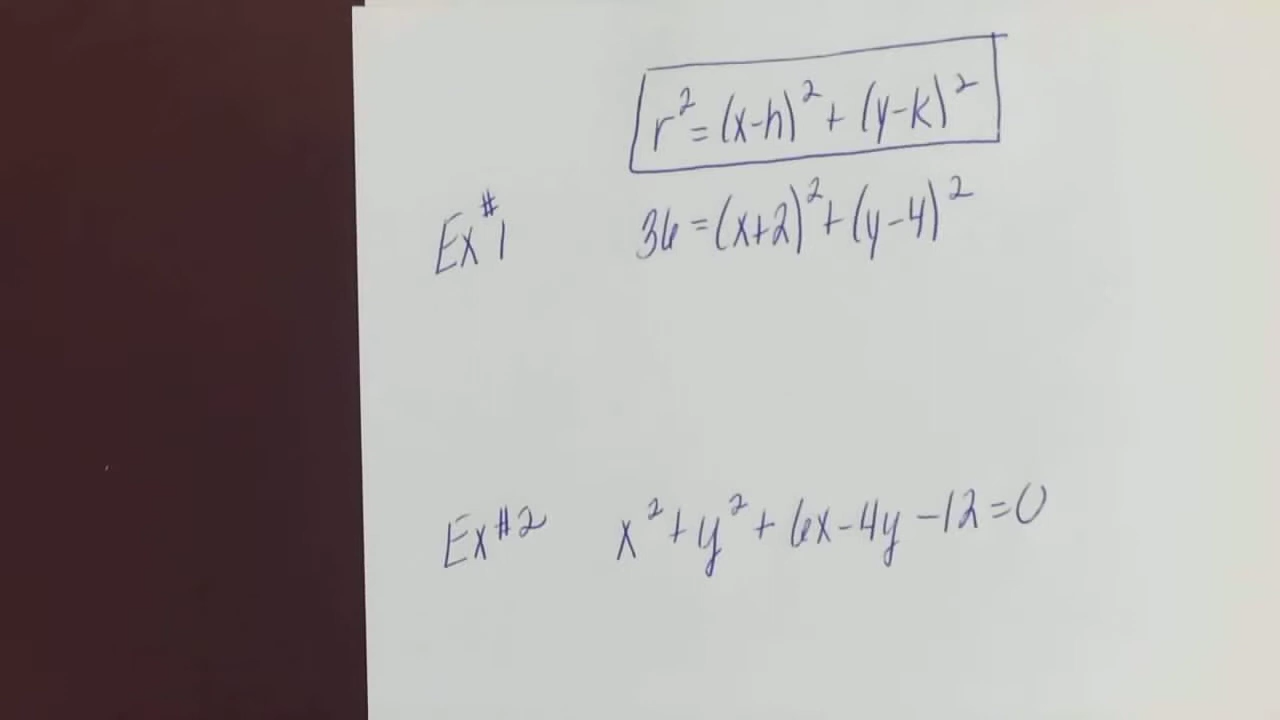 r² = (x-h)² + (y-k)²
Ex #1 36 = (x+2)² + (y-4)²
Ex #2 x² + y² + 6x - 4y - 12 = 0